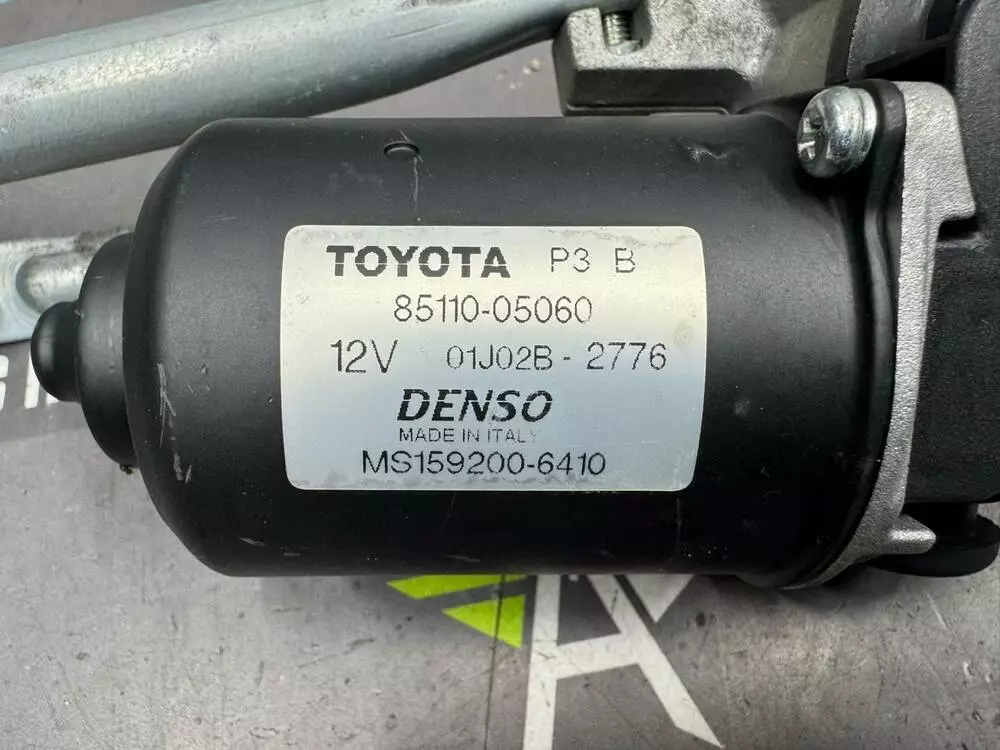 TOYOTA P3 B
85110-05060
12V 01J02B - 2776
DENSO
MADE IN ITALY
MS159200-6410